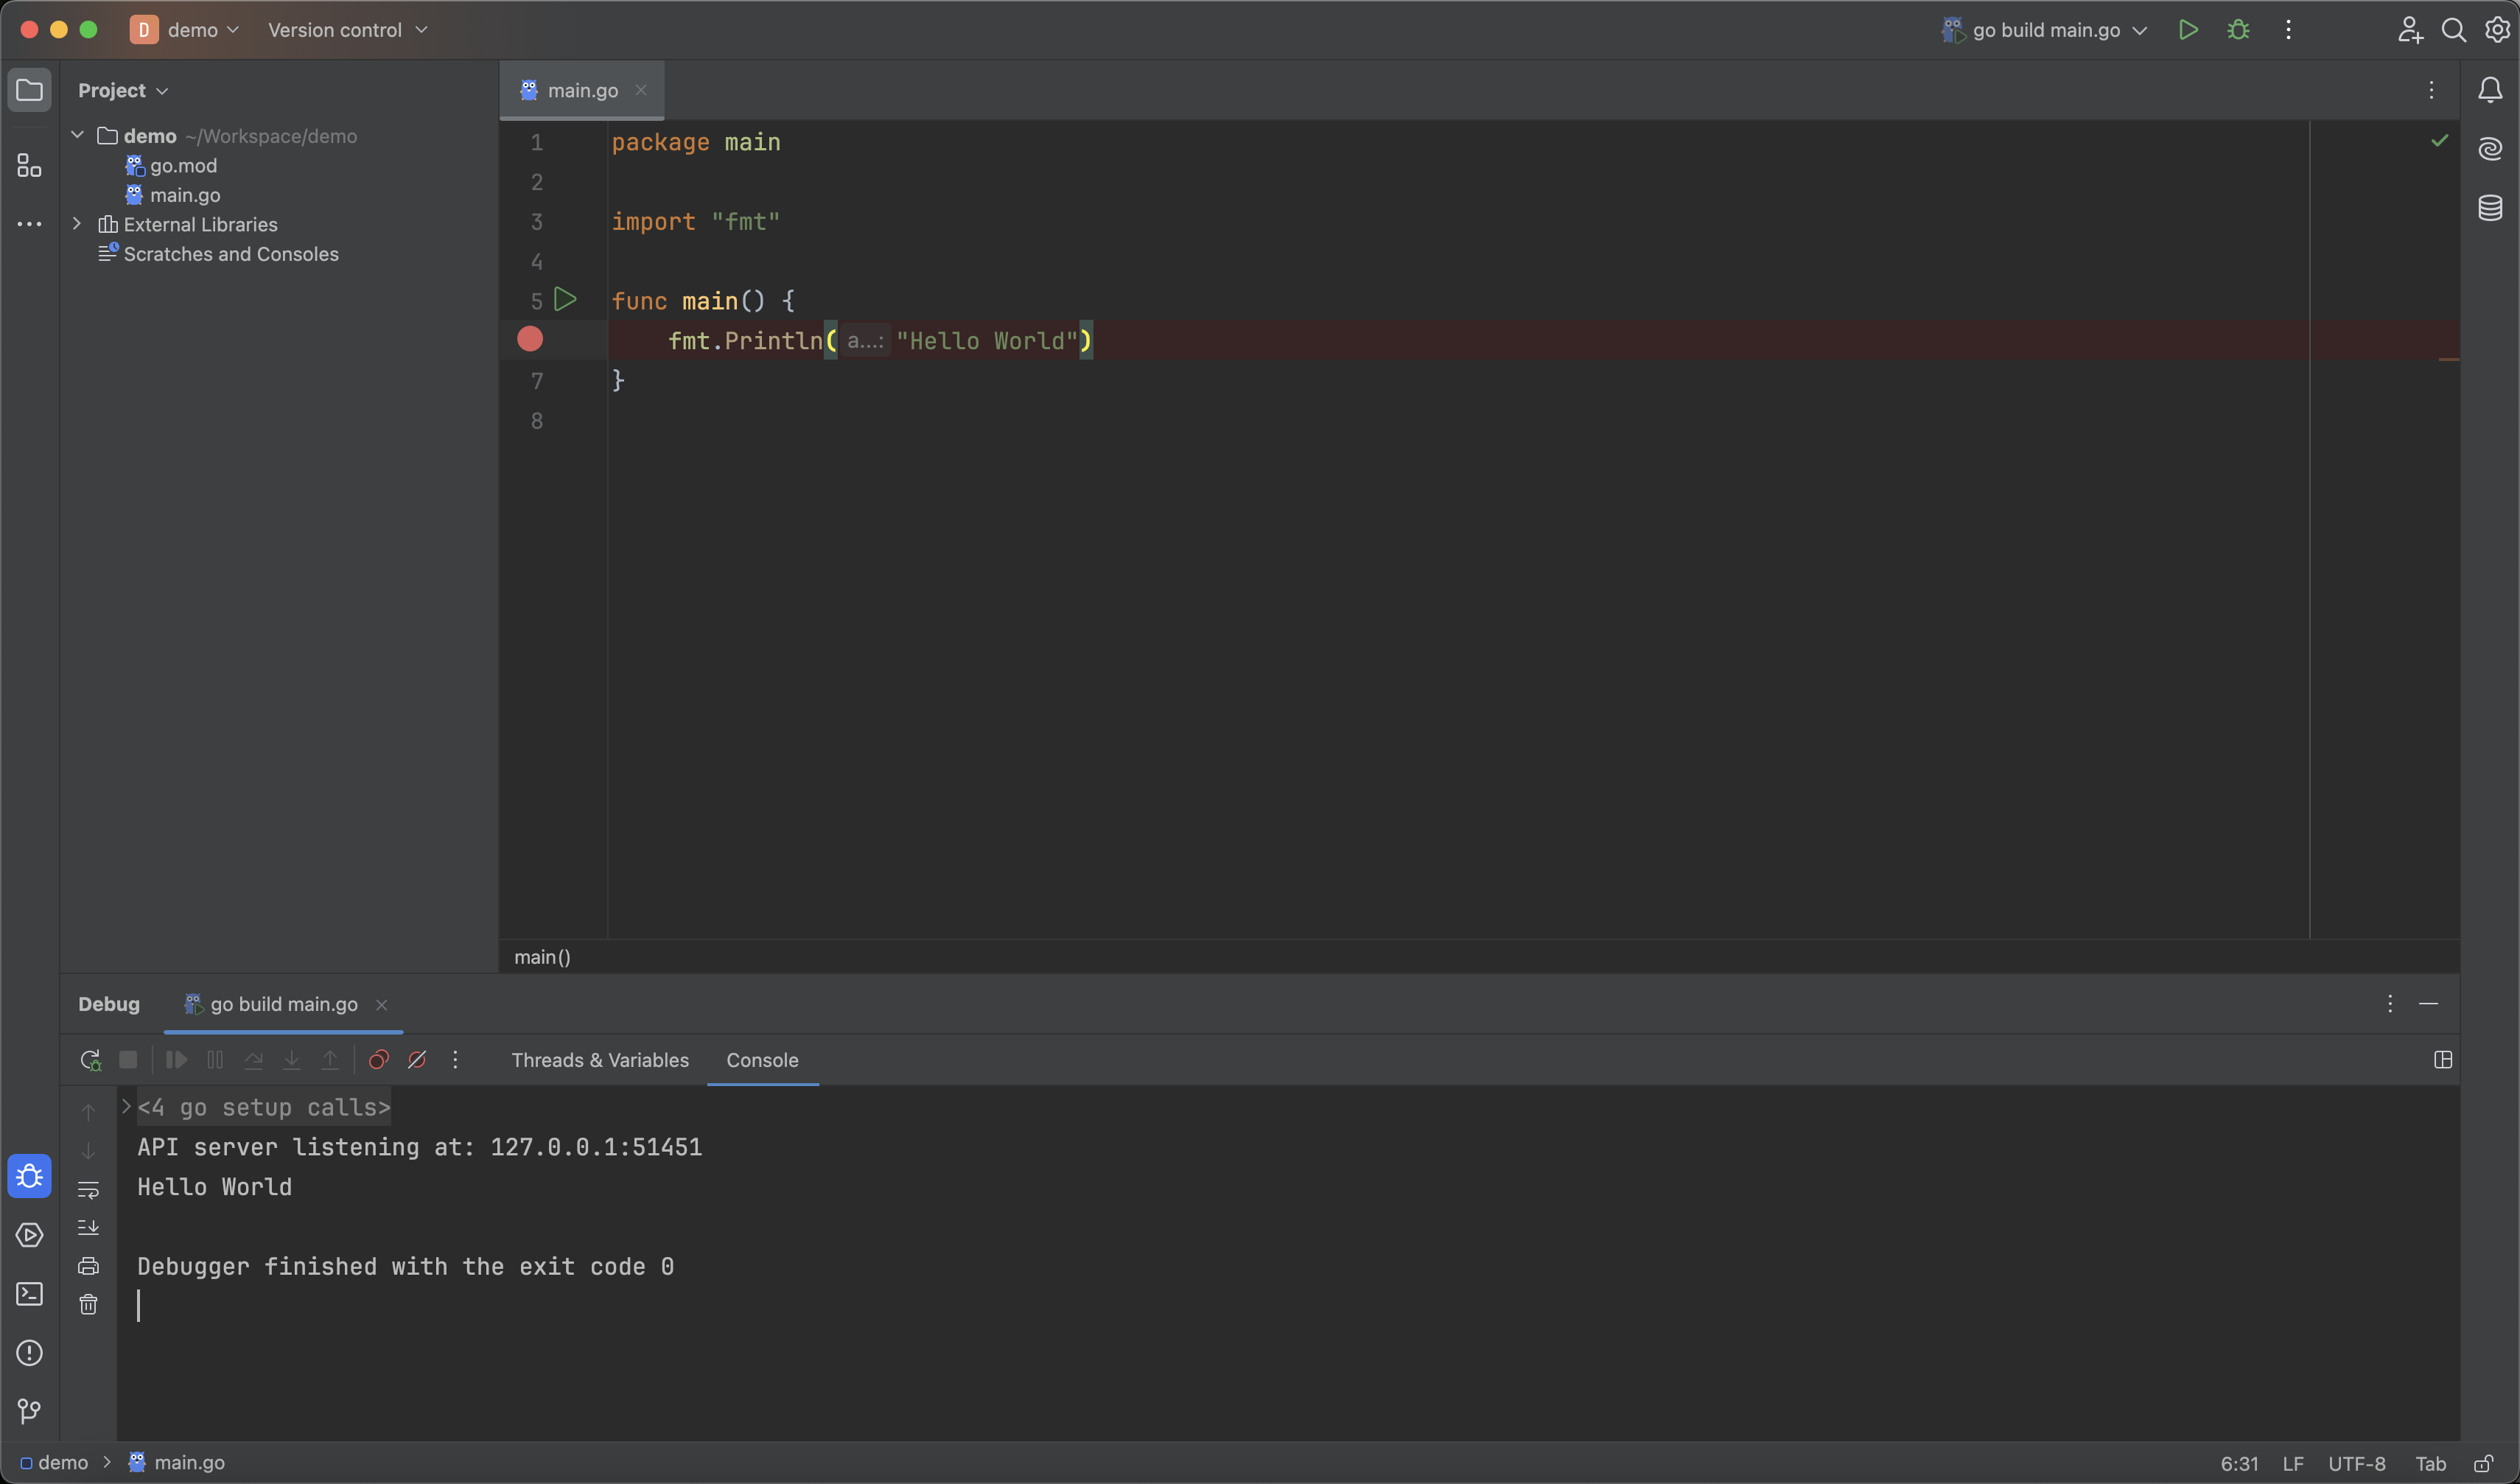 D demo Version control go build main.go
Project
main.go
demo ~/Workspace/demo
go.mod
main.go
External Libraries
Scratches and Consoles
1 package main
2
3 import "fmt"
4
5 func main() {
fmt.Println( a...: "Hello World")
7 }
8
main()
Debug go build main.go
Threads & Variables Console
<4 go setup calls>
API server listening at: 127.0.0.1:51451
Hello World
Debugger finished with the exit code 0
demo > main.go 6:31 LF UTF-8 Tab